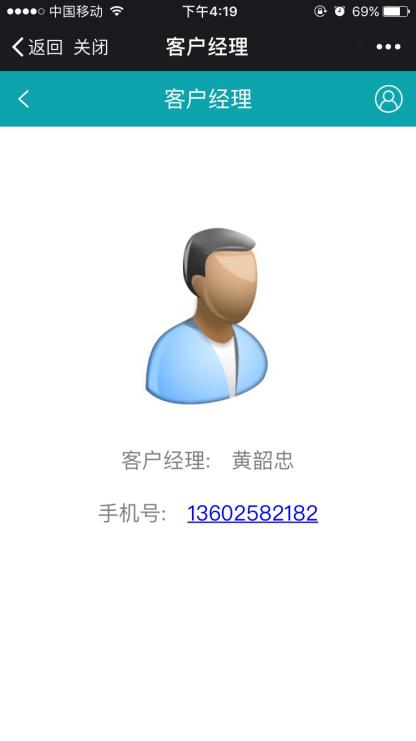 中国移动 下午4:19 69%
返回 关闭 客户经理
客户经理
客户经理: 黄韶忠
手机号: 13602582182